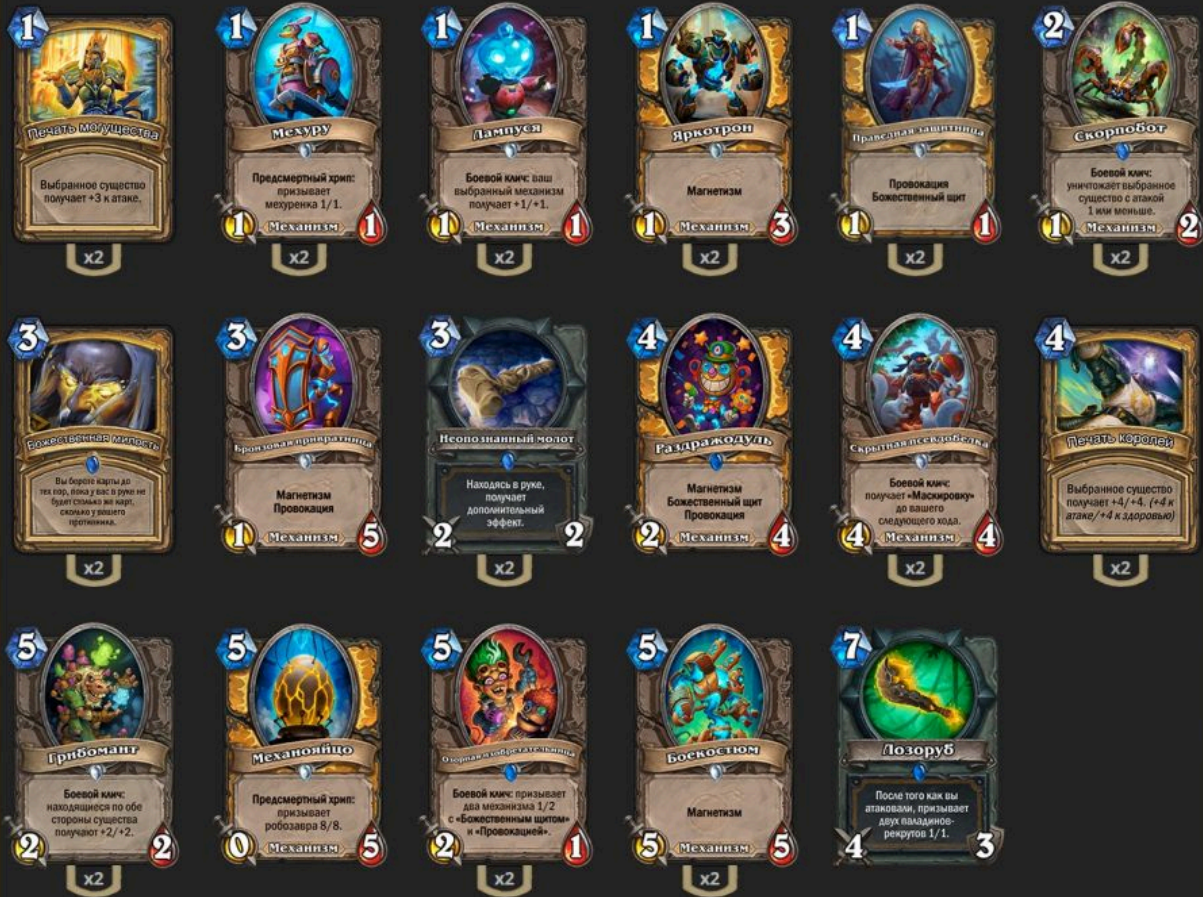 1
Печать могущества
Выбранное существо
получает +3 к атаке.
x2
1
Мехуру
Предсмертный хрип:
призывает
мехуренка 1/1.
1 Механизм 1
x2
1
Лампуся
Боевой клич: ваш
выбранный механизм
получает +1/+1.
1 Механизм 1
x2
1
Яркотрон
Магнетизм
1 Механизм 3
x2
1
Праведная защитница
Провокация
Божественный щит
1 1
x2
2
Скорпобот
Боевой клич:
уничтожает выбранное
существо с атакой
1 или меньше.
1 Механизм 2
x2
3
Божественная милость
Вы берете карты до
тех пор, пока у вас в руке не
будет столько же карт,
сколько у вашего
противника.
x2
3
Бронзовая привратница
Магнетизм
Провокация
1 Механизм 5
3
Неопознанный молот
Находясь в руке,
получает
дополнительный
эффект.
2 2
x2
4
Раздражодуль
Магнетизм
Божественный щит
Провокация
2 Механизм 4
4
Скрытная псевдобелка
Боевой клич:
получает «Маскировку»
до вашего
следующего хода.
4 Механизм 4
x2
4
Печать королей
Выбранное существо
получает +4/+4. (+4 к
атаке/+4 к здоровью)
x2
5
Грибомант
Боевой клич:
находящиеся по обе
стороны существа
получают +2/+2.
2 2
x2
5
Механояйцо
Предсмертный хрип:
призывает
робозавра 8/8.
0 Механизм 5
5
Озорная изобретательница
Боевой клич: призывает
два механизма 1/2
с «Божественным щитом»
и «Провокацией».
2 1
x2
5
Боекостюм
Магнетизм
5 Механизм 5
x2
7
Лозоруб
После того как вы
атаковали, призывает
двух паладинов-
рекрутов 1/1.
4 3